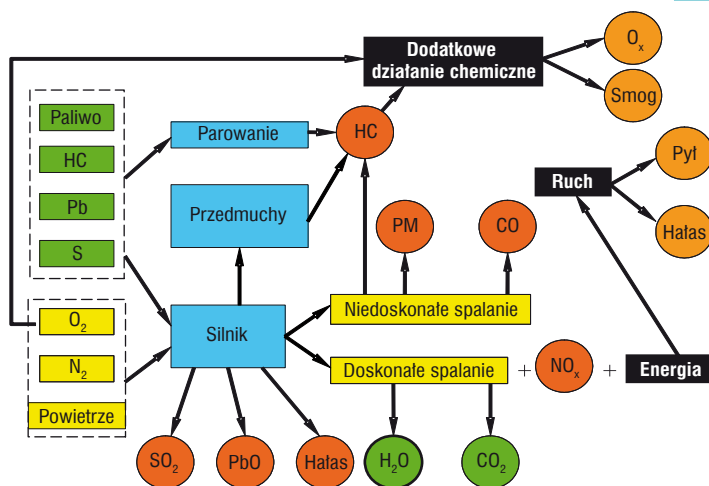 Dodatkowe
działanie chemiczne
Oₓ
Smog
Paliwo
HC
Pb
S
Parowanie
HC
Przedmuchy
Ruch
Pył
Hałas
PM
CO
O₂
N₂
Powietrze
Silnik
Niedoskonałe spalanie
Doskonałe spalanie
+
NOₓ
+
Energia
SO₂
PbO
Hałas
H₂O
CO₂